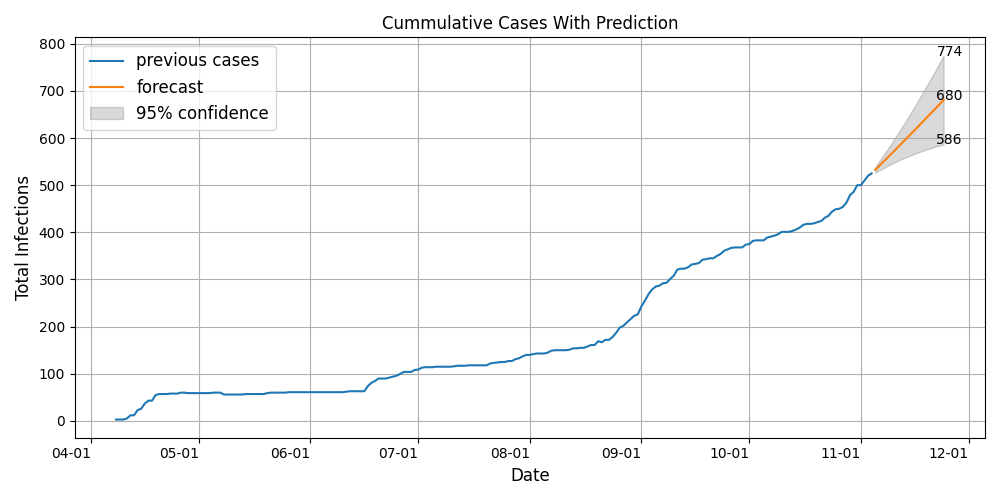 Cummulative Cases With Prediction
previous cases
forecast
95% confidence
774
680
586
Total Infections
800
700
600
500
400
300
200
100
0
04-01 05-01 06-01 07-01 08-01 09-01 10-01 11-01 12-01
Date